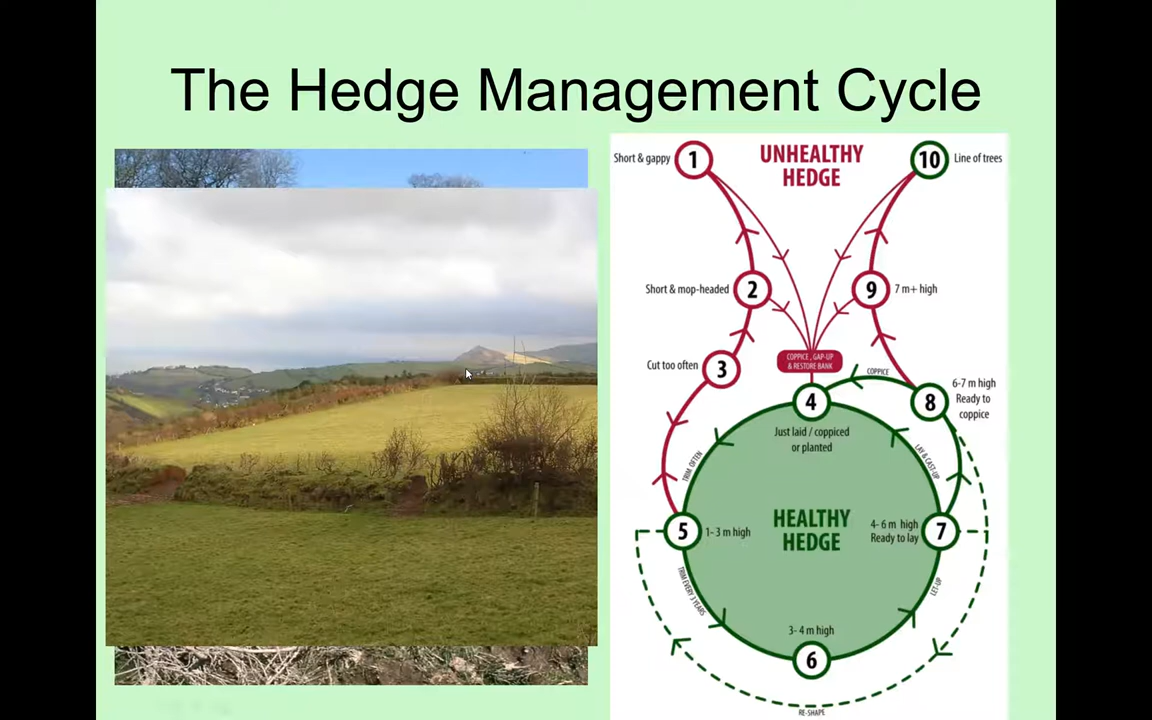 The Hedge Management Cycle
Short & gappy
1
UNHEALTHY
HEDGE
10
Line of trees
Short & mop-headed
2
9
7 m+ high
Cut too often
3
COPPICE, GAP-UP
& RESTORE BANK
COPPICE
4
8
6-7 m high
Ready to
coppice
Just laid / coppiced
or planted
TRIM OFTEN
LAY & CAST-UP
HEALTHY
HEDGE
5
1-3 m high
4-6 m high
Ready to lay
7
TRIM EVERY 3 YEARS
LET-UP
3-4 m high
6
RE-SHAPE